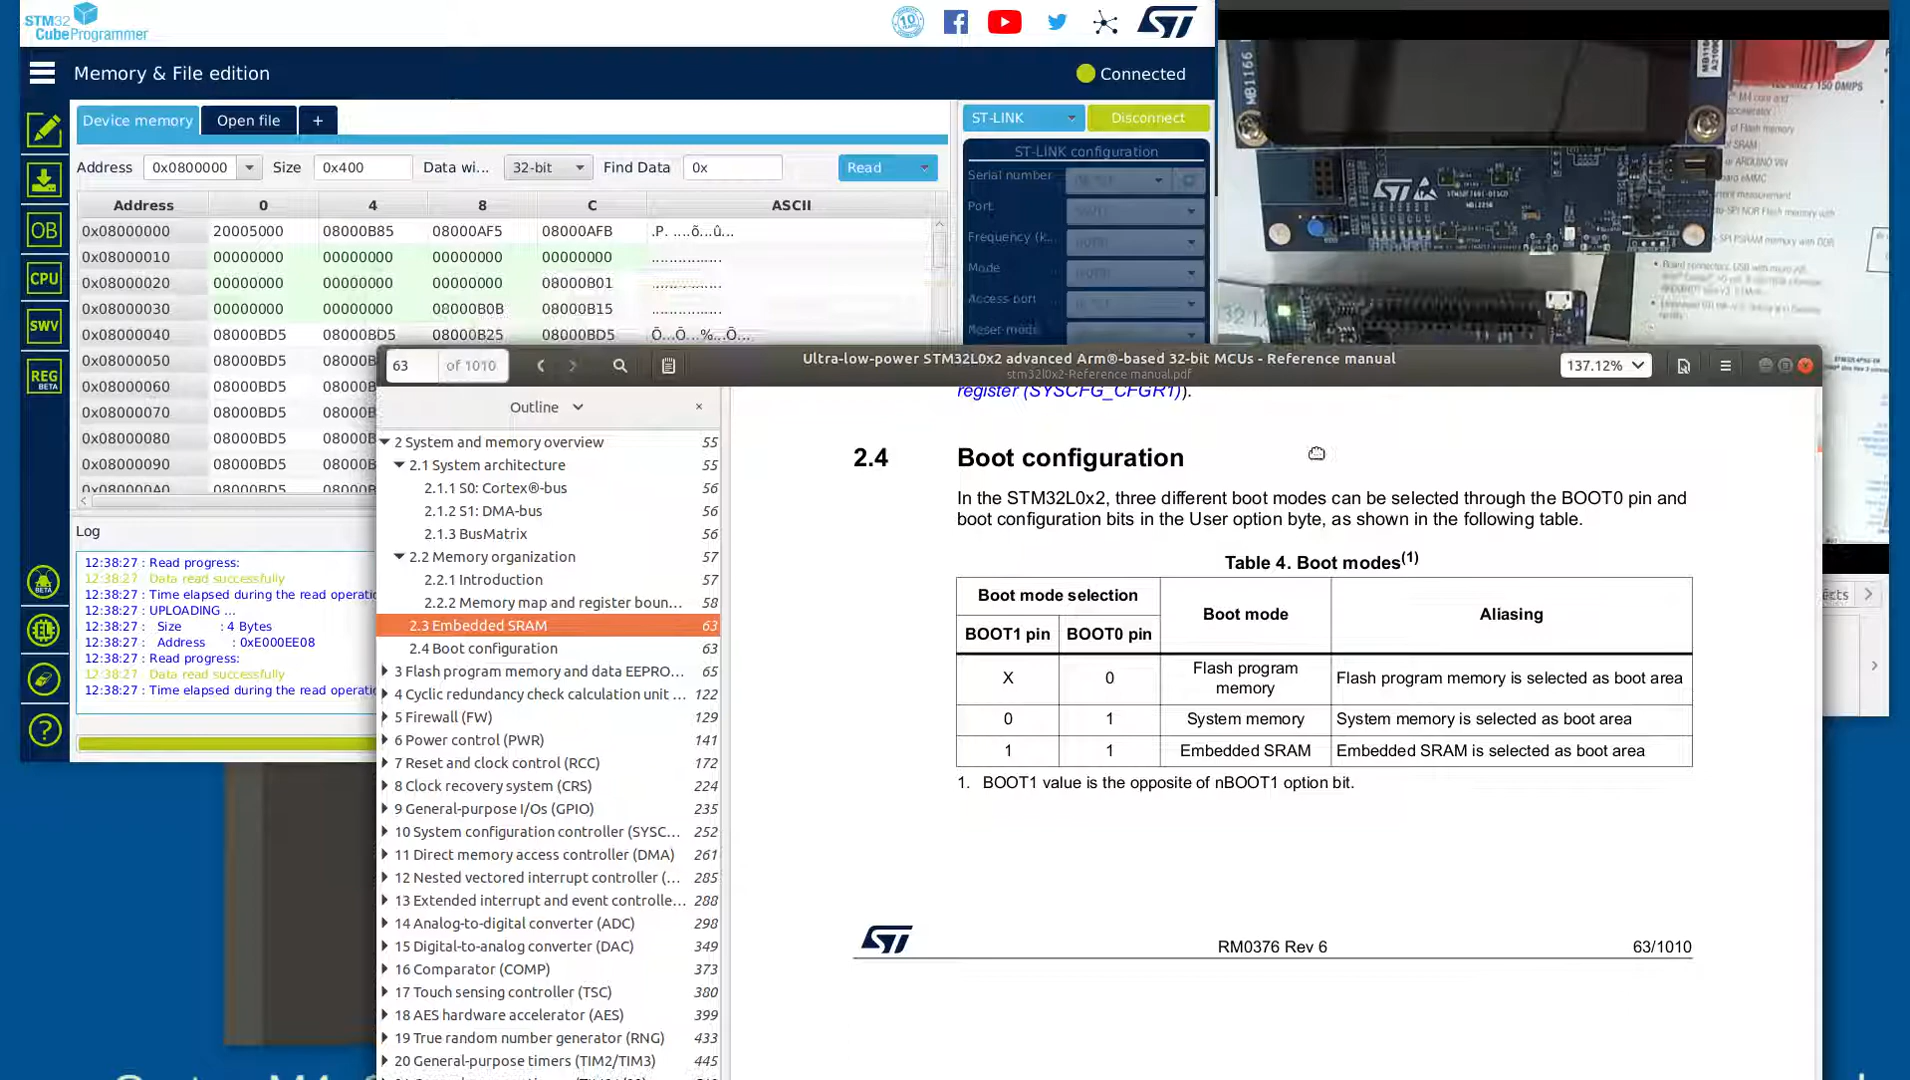 STM32
CubeProgrammer
Memory & File edition
Connected
Device memory
Open file
+
Address 0x0800000 Size 0x400 Data wi... 32-bit Find Data 0x Read
Address 0 4 8 C ASCII
0x08000000 20005000 08000B85 08000AF5 08000AFB .P. ....õ...û...
0x08000010 00000000 00000000 00000000 00000000 ................
0x08000020 00000000 00000000 00000000 08000B01 ................
0x08000030 00000000 00000000 08000B0B 08000B15 ................
0x08000040 08000BD5 08000BD5 08000B25 08000BD5 Õ...Õ...%...Õ...
0x08000050 08000BD5
0x08000060 08000BD5
0x08000070 08000BD5
0x08000080 08000BD5
0x08000090 08000BD5
0x080000A0 08000BD5
OB
CPU
SWV
REG
BETA
BETA
Log
12:38:27 : Read progress:
12:38:27 : Data read successfully
12:38:27 : Time elapsed during the read operatio
12:38:27 : UPLOADING ...
12:38:27 : Size : 4 Bytes
12:38:27 : Address : 0xE000EE08
12:38:27 : Read progress:
12:38:27 : Data read successfully
12:38:27 : Time elapsed during the read operatio
ST-LINK
Disconnect
ST-LINK configuration
Serial number
Port
Frequency (k...
Mode
Access port
Reset mode
MB1166
63 of 1010
Ultra-low-power STM32L0x2 advanced Arm®-based 32-bit MCUs - Reference manual
stm32l0x2-Reference manual.pdf
137.12%
Outline
2 System and memory overview 55
2.1 System architecture 55
2.1.1 S0: Cortex®-bus 56
2.1.2 S1: DMA-bus 56
2.1.3 BusMatrix 56
2.2 Memory organization 57
2.2.1 Introduction 57
2.2.2 Memory map and register boun... 58
2.3 Embedded SRAM 63
2.4 Boot configuration 63
3 Flash program memory and data EEPRO... 65
4 Cyclic redundancy check calculation unit ... 122
5 Firewall (FW) 129
6 Power control (PWR) 141
7 Reset and clock control (RCC) 172
8 Clock recovery system (CRS) 224
9 General-purpose I/Os (GPIO) 235
10 System configuration controller (SYSC... 252
11 Direct memory access controller (DMA) 261
12 Nested vectored interrupt controller (... 285
13 Extended interrupt and event controlle... 288
14 Analog-to-digital converter (ADC) 298
15 Digital-to-analog converter (DAC) 349
16 Comparator (COMP) 373
17 Touch sensing controller (TSC) 380
18 AES hardware accelerator (AES) 399
19 True random number generator (RNG) 433
20 General-purpose timers (TIM2/TIM3) 445
register (SYSCFG_CFGR1)).
2.4 Boot configuration
In the STM32L0x2, three different boot modes can be selected through the BOOT0 pin and
boot configuration bits in the User option byte, as shown in the following table.
Table 4. Boot modes(1)
Boot mode selection
Boot mode
Aliasing
BOOT1 pin BOOT0 pin
X 0 Flash program memory Flash program memory is selected as boot area
0 1 System memory System memory is selected as boot area
1 1 Embedded SRAM Embedded SRAM is selected as boot area
1. BOOT1 value is the opposite of nBOOT1 option bit.
RM0376 Rev 6
63/1010